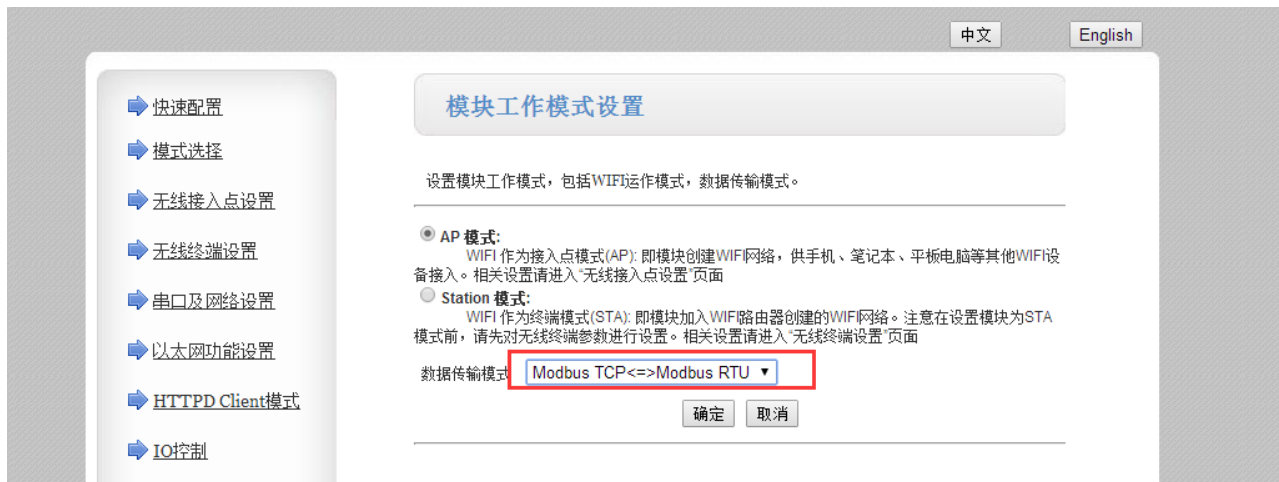 中文 English
快速配置
模式选择
无线接入点设置
无线终端设置
串口及网络设置
以太网功能设置
HTTPD Client模式
IO控制
模块工作模式设置
设置模块工作模式，包括WIFI运作模式，数据传输模式。
AP 模式:
WIFI 作为接入点模式(AP): 即模块创建WIFI网络，供手机、笔记本、平板电脑等其他WIFI设
备接入。相关设置请进入“无线接入点设置”页面
Station 模式:
WIFI 作为终端模式(STA): 即模块加入WIFI路由器创建的WIFI网络。注意在设置模块为STA
模式前，请先对无线终端参数进行设置。相关设置请进入“无线终端设置”页面
数据传输模式 Modbus TCP<=>Modbus RTU
确定 取消